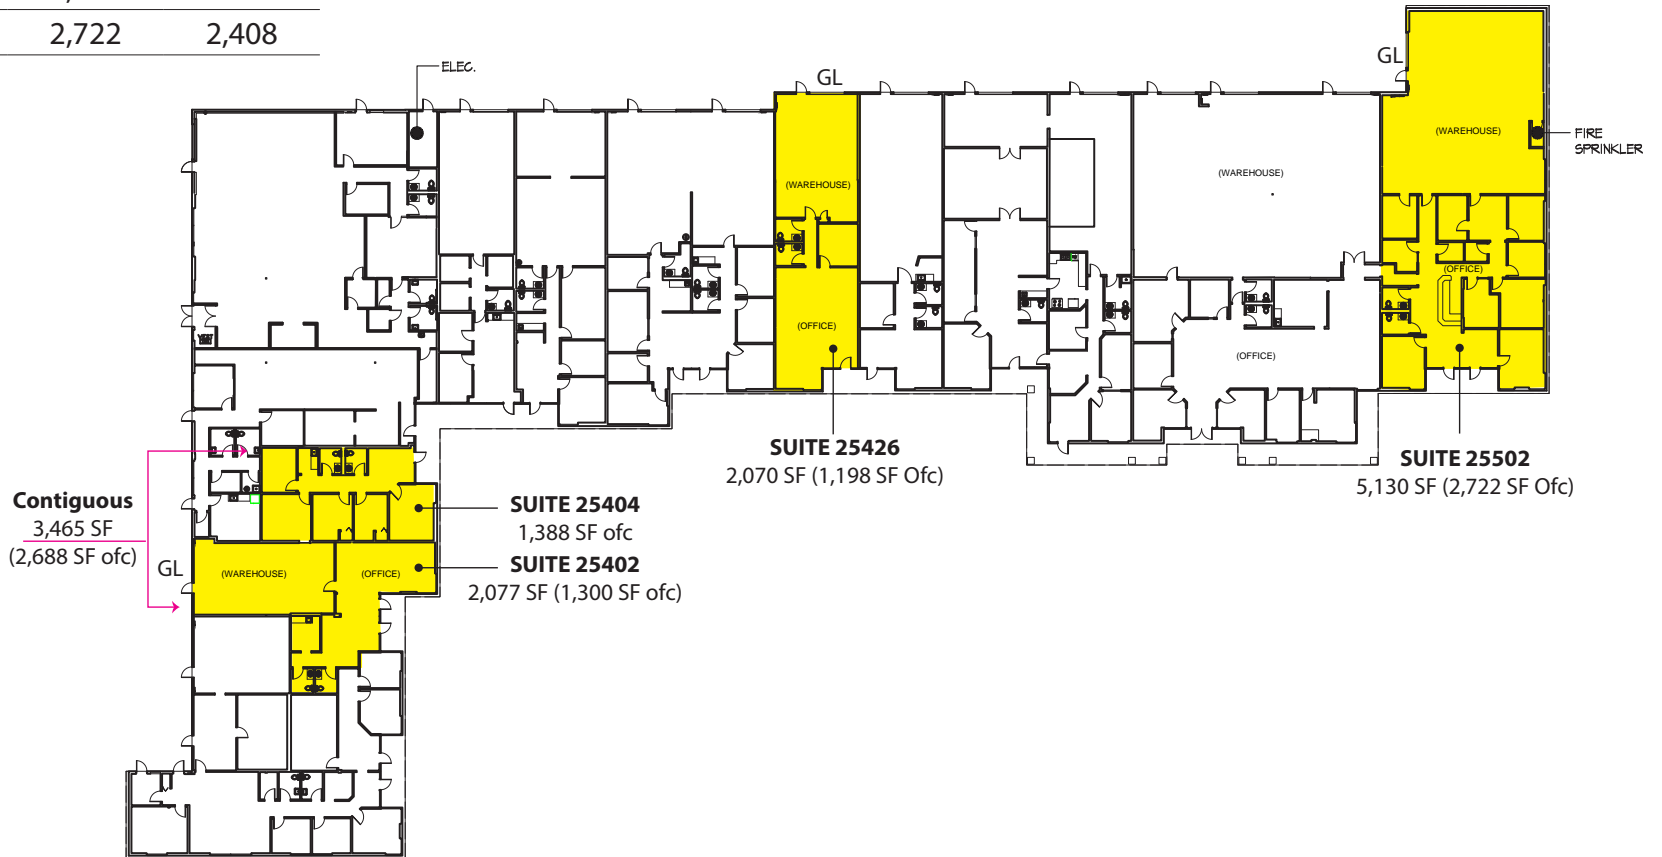 2,722 2,408
ELEC.
GL
GL
(WAREHOUSE)
FIRE
SPRINKLER
(WAREHOUSE)
(WAREHOUSE)
(OFFICE)
(OFFICE)
(OFFICE)
SUITE 25426
2,070 SF (1,198 SF Ofc)
SUITE 25502
5,130 SF (2,722 SF Ofc)
Contiguous
3,465 SF
(2,688 SF ofc)
SUITE 25404
1,388 SF ofc
SUITE 25402
2,077 SF (1,300 SF ofc)
GL
(WAREHOUSE)
(OFFICE)